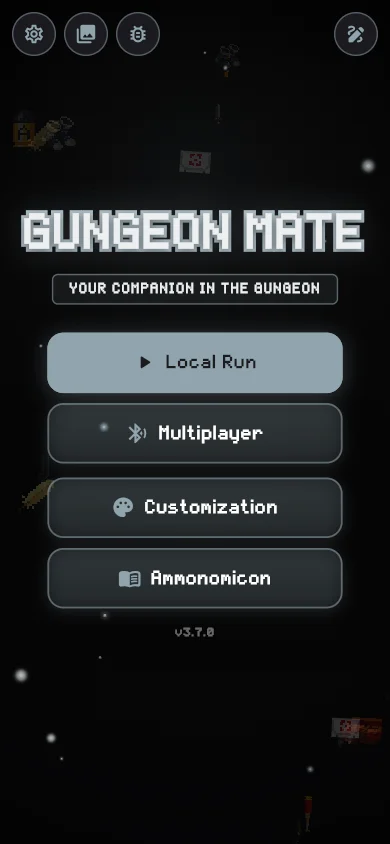 GUNGEON MATE
YOUR COMPANION IN THE GUNGEON
Local Run
Multiplayer
Customization
Ammonomicon
v3.7.0